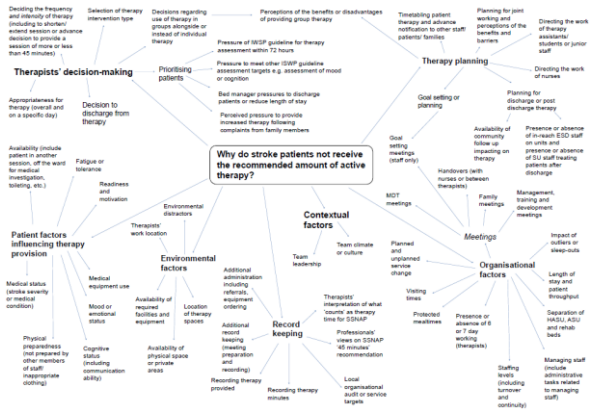 Deciding the frequency
and intensity of therapy
(including to shorten/
extend session or advance
decision to provide a
session of more or less
than 45 minutes)
Selection of therapy
intervention type
Decisions regarding
use of therapy in
groups alongside or
instead of individual
therapy
Perceptions of the benefits or disadvantages
of providing group therapy
Timetabling patient
therapy and advance
notification to other staff/
patients/ families
Planning for joint
working and perceptions
of the benefits and
barriers
Directing the work of
therapy assistants/
students or junior
staff
Therapists' decision-making
Prioritising
patients
Pressure of IWSP guideline for therapy
assessment within 72 hours
Pressure to meet other ISWP guideline
assessment targets e.g. assessment of mood
or cognition
Bed manager pressures to discharge
patients or reduce length of stay
Perceived pressure to provide
increased therapy following
complaints from family members
Therapy planning
Directing the work
of nurses
Appropriateness for
therapy (overall and
on a specific day)
Decision to
discharge from
therapy
Goal setting or
planning
Planning for
discharge or post
discharge therapy
Goal
setting
meetings
(staff only)
Availability of
community
follow up
impacting on
therapy
Presence or absence
of in-reach ESD staff
on units and
presence or absence
of SU staff treating
patients after
discharge
Why do stroke patients not receive
the recommended amount of active
therapy?
Availability (include
patient in another
session, off the ward
for medical
investigation,
toileting, etc.)
Fatigue or
tolerance
Readiness
and
motivation
Handovers (with
nurses or between
therapists)
MDT
meetings
Family
meetings
Management,
training and
development
meetings
Meetings
Patient factors
influencing therapy
provision
Environmental
distractors
Therapists'
work location
Environmental
factors
Contextual
factors
Team
leadership
Team climate
or culture
Planned
and
unplanned
service
change
Organisational
factors
Impact of
outliers or
sleep-outs
Medical status
(stroke severity
or medical
condition)
Medical
equipment use
Mood or
emotional status
Availability of
required
facilities and
equipment
Location of
therapy
spaces
Availability of
physical space or
private areas
Additional
administration
including
referrals,
equipment
ordering
Therapists'
interpretation of what
'counts' as therapy
time for SSNAP
Visiting
times
Protected
mealtimes
Length of
stay and
patient
throughput
Separation of
HASU, ASU
and rehab
beds
Physical
preparedness
(not prepared by
other members
of staff/
inappropriate
clothing)
Cognitive
status
(including
communication
ability)
Additional
record
keeping
(meeting
preparation
and
recording)
Record
keeping
Professionals'
views on SSNAP
'45 minutes'
recommendation
Presence or
absence of 6
or 7 day
working
(therapists)
Recording therapy
provided
Recording therapy
minutes
Local
organisational
audit or service
targets
Staffing
levels
(including
turnover
and
continuity)
Managing staff
(include
administrative
tasks related to
managing
staff)